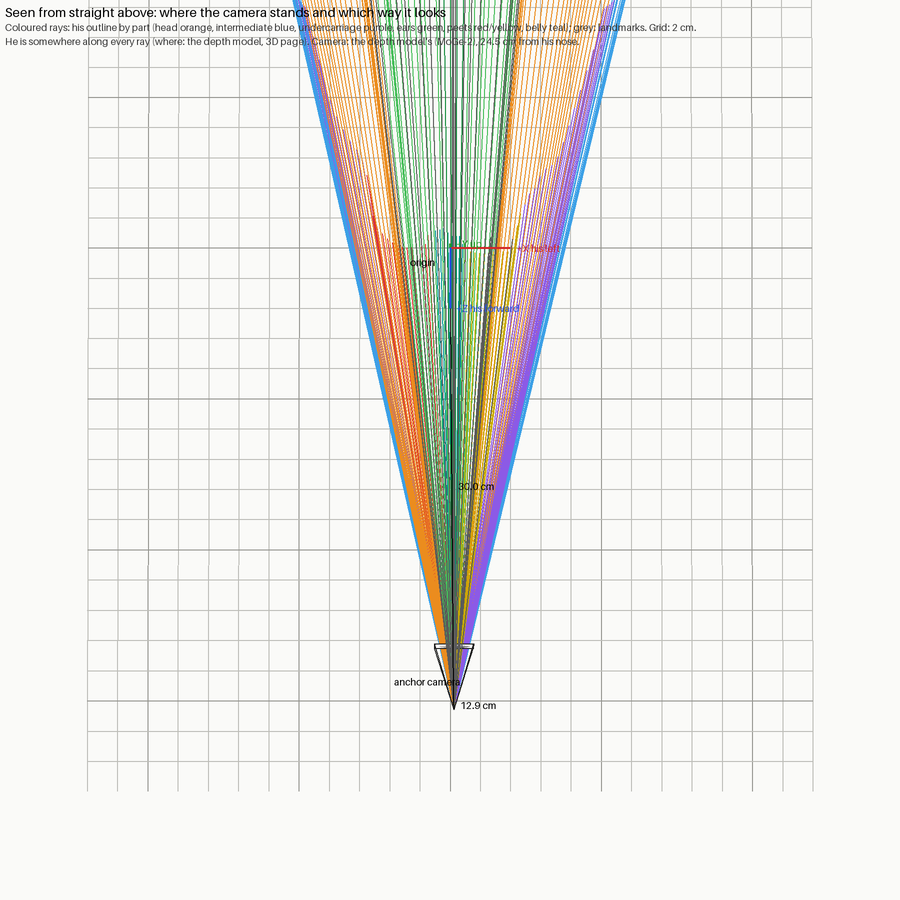 Seen from straight above: where the camera stands and which way it looks
Coloured rays: his outline by part (head orange, intermediate blue, undercarriage purple, ears green, peets red/yellow, belly teal); grey: landmarks. Grid: 2 cm.
He is somewhere along every ray (where: the depth model, 3D page). Camera: the depth model's (MoGe-2), 24.5 cm from his nose.
origin
Z his forward
30.0 cm
anchor camera
12.9 cm